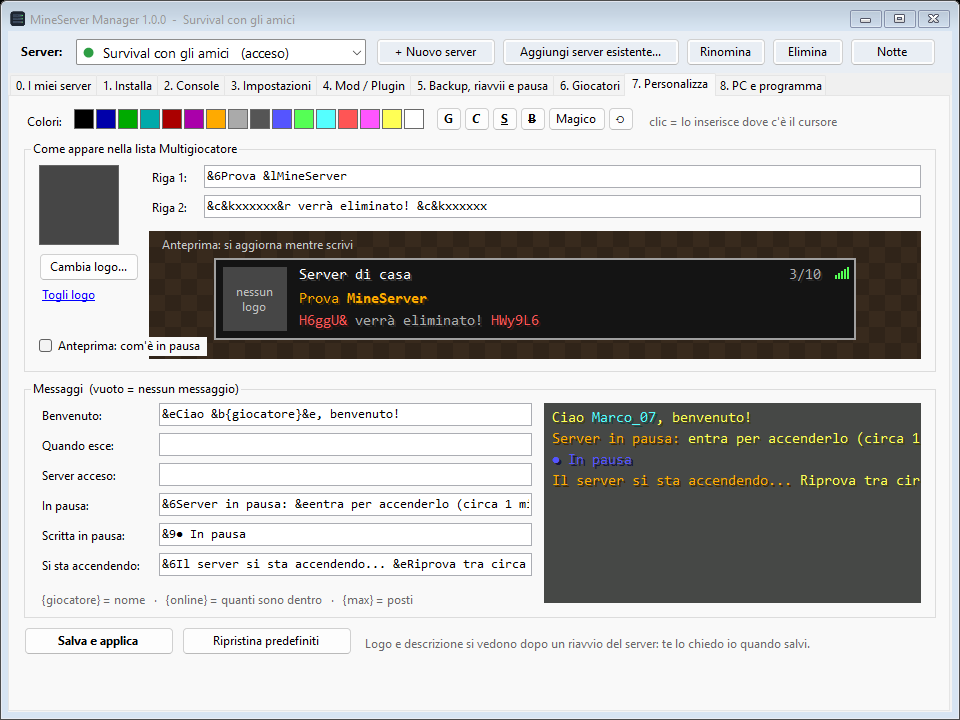 MineServer Manager 1.0.0 - Survival con gli amici
Server: Survival con gli amici (acceso) + Nuovo server Aggiungi server esistente... Rinomina Elimina Notte
0. I miei server 1. Installa 2. Console 3. Impostazioni 4. Mod / Plugin 5. Backup, riavvii e pausa 6. Giocatori 7. Personalizza 8. PC e programma
Colori: G C S B Magico clic = lo inserisce dove c'è il cursore
Come appare nella lista Multigiocatore
Riga 1: &6Prova &lMineServer
Riga 2: &c&kxxxxxx&r verrà eliminato! &c&kxxxxxx
Anteprima: si aggiorna mentre scrivi
Cambia logo...
Togli logo
nessun logo
Server di casa 3/10
Prova MineServer
H6ggU& verrà eliminato! HWy9L6
Anteprima: com'è in pausa
Messaggi (vuoto = nessun messaggio)
Benvenuto: &eCiao &b{giocatore}&e, benvenuto!
Quando esce:
Server acceso:
In pausa: &6Server in pausa: &eentra per accenderlo (circa 1 mi
Scritta in pausa: &9● In pausa
Si sta accendendo: &6Il server si sta accendendo... &eRiprova tra circa
Ciao Marco_07, benvenuto!
Server in pausa: entra per accenderlo (circa 1
● In pausa
Il server si sta accendendo... Riprova tra cir
{giocatore} = nome · {online} = quanti sono dentro · {max} = posti
Salva e applica Ripristina predefiniti Logo e descrizione si vedono dopo un riavvio del server: te lo chiedo io quando salvi.